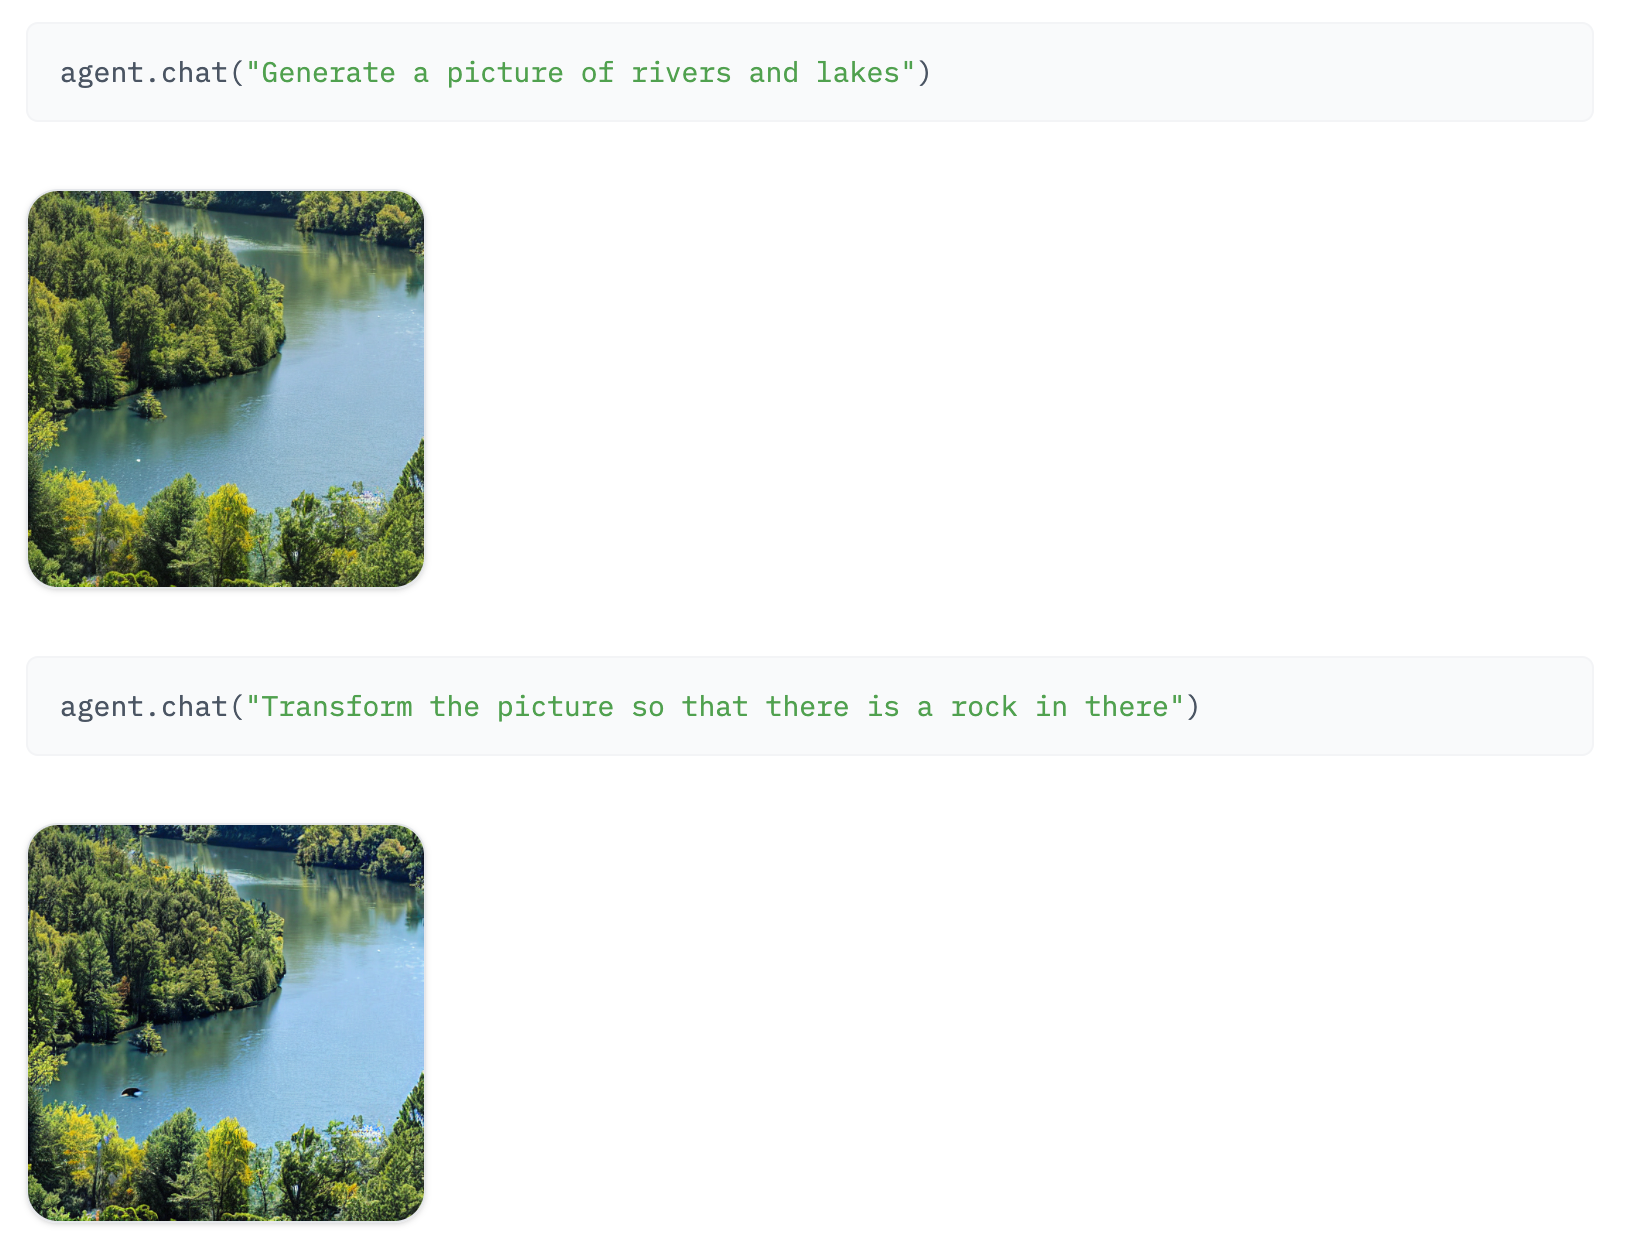 agent.chat("Generate a picture of rivers and lakes")
agent.chat("Transform the picture so that there is a rock in there")